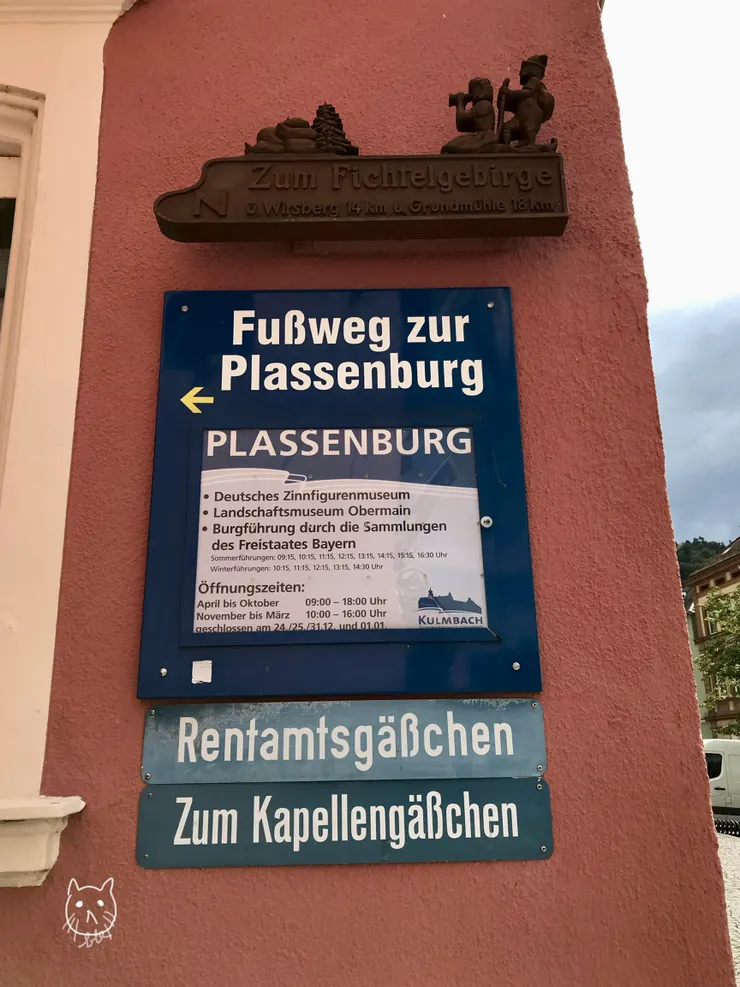 Zum Fichtelgebirge
N
ü. Wirsberg 14 km u. Grundmühle 18 km
Fußweg zur
Plassenburg
PLASSENBURG
• Deutsches Zinnfigurenmuseum
• Landschaftsmuseum Obermain
• Burgführung durch die Sammlungen
des Freistaates Bayern
Sommerführungen: 09:15, 10:15, 11:15, 12:15, 13:15, 14:15, 15:15, 16:30 Uhr
Winterführungen: 10:15, 11:15, 12:15, 13:15, 14:30 Uhr
Öffnungszeiten:
April bis Oktober 09:00 – 18:00 Uhr
November bis März 10:00 – 16:00 Uhr
geschlossen am 24./25./31.12. und 01.01.
KULMBACH
Rentamtsgäßchen
Zum Kapellengäßchen